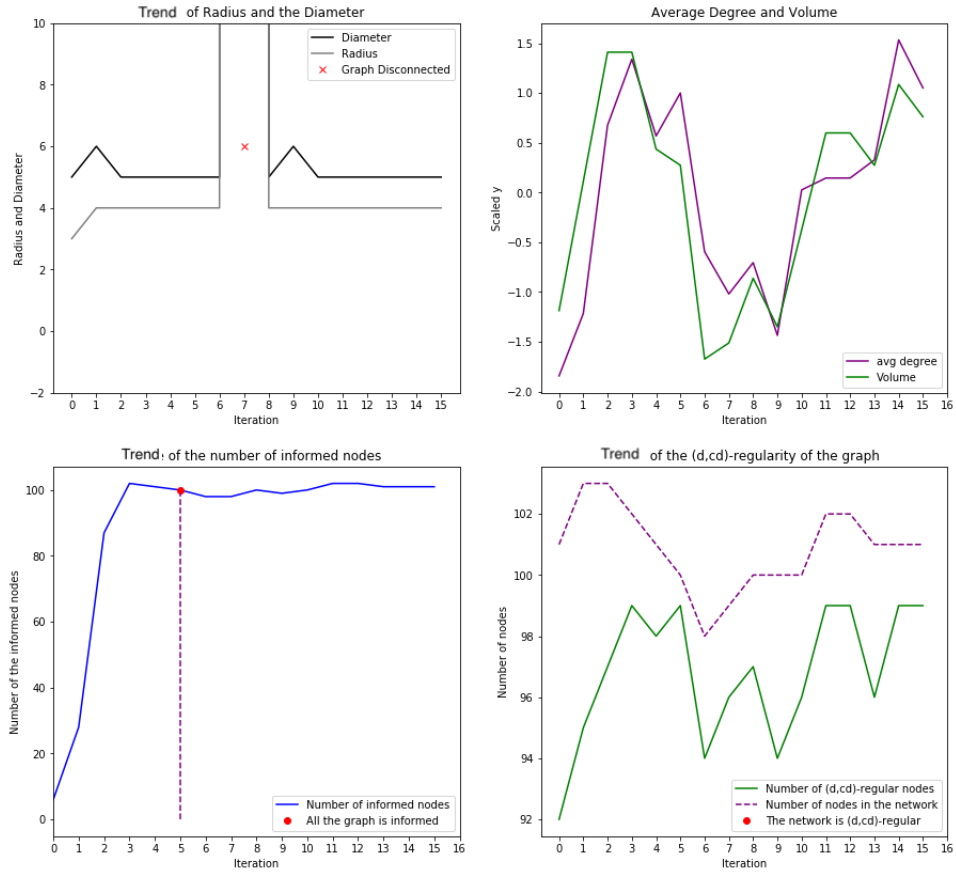 Trend of Radius and the Diameter
10
8
6
4
2
0
−2
Radius and Diameter
Diameter
Radius
Graph Disconnected
0 1 2 3 4 5 6 7 8 9 10 11 12 13 14 15
Iteration
Average Degree and Volume
1.5
1.0
0.5
0.0
−0.5
−1.0
−1.5
−2.0
Scaled y
avg degree
Volume
0 1 2 3 4 5 6 7 8 9 10 11 12 13 14 15 16
Iteration
Trend: of the number of informed nodes
100
80
60
40
20
0
Number of the informed nodes
Number of informed nodes
All the graph is informed
0 1 2 3 4 5 6 7 8 9 10 11 12 13 14 15 16
Iteration
Trend of the (d,cd)-regularity of the graph
102
100
98
96
94
92
Number of nodes
Number of (d,cd)-regular nodes
Number of nodes in the network
The network is (d,cd)-regular
0 1 2 3 4 5 6 7 8 9 10 11 12 13 14 15 16
Iteration